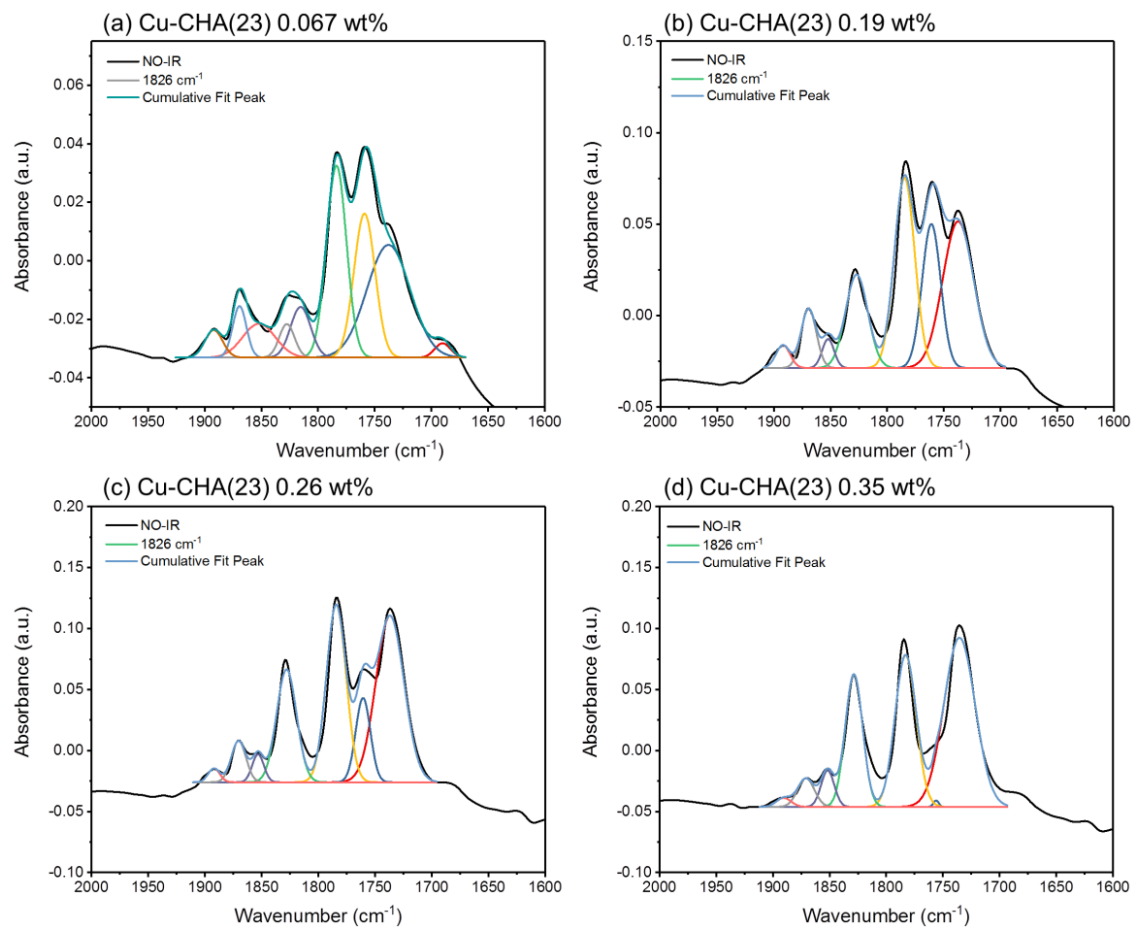 (a) Cu-CHA(23) 0.067 wt%
NO-IR
1826 cm⁻¹
Cumulative Fit Peak
Absorbance (a.u.)
0.06
0.04
0.02
0.00
-0.02
-0.04
2000 1950 1900 1850 1800 1750 1700 1650 1600
Wavenumber (cm⁻¹)
(b) Cu-CHA(23) 0.19 wt%
NO-IR
1826 cm⁻¹
Cumulative Fit Peak
Absorbance (a.u.)
0.15
0.10
0.05
0.00
-0.05
2000 1950 1900 1850 1800 1750 1700 1650 1600
Wavenumber (cm⁻¹)
(c) Cu-CHA(23) 0.26 wt%
NO-IR
1826 cm⁻¹
Cumulative Fit Peak
Absorbance (a.u.)
0.20
0.15
0.10
0.05
0.00
-0.05
-0.10
2000 1950 1900 1850 1800 1750 1700 1650 1600
Wavenumber (cm⁻¹)
(d) Cu-CHA(23) 0.35 wt%
NO-IR
1826 cm⁻¹
Cumulative Fit Peak
Absorbance (a.u.)
0.20
0.15
0.10
0.05
0.00
-0.05
-0.10
2000 1950 1900 1850 1800 1750 1700 1650 1600
Wavenumber (cm⁻¹)